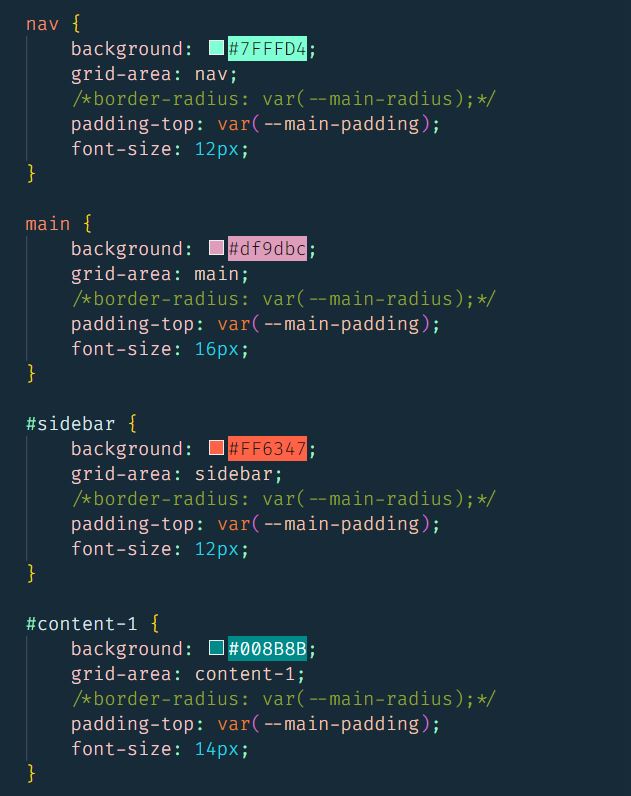 nav {
    background: #7FFFD4;
    grid-area: nav;
    /*border-radius: var(--main-radius);*/
    padding-top: var(--main-padding);
    font-size: 12px;
}

main {
    background: #df9dbc;
    grid-area: main;
    /*border-radius: var(--main-radius);*/
    padding-top: var(--main-padding);
    font-size: 16px;
}

#sidebar {
    background: #FF6347;
    grid-area: sidebar;
    /*border-radius: var(--main-radius);*/
    padding-top: var(--main-padding);
    font-size: 12px;
}

#content-1 {
    background: #008B8B;
    grid-area: content-1;
    /*border-radius: var(--main-radius);*/
    padding-top: var(--main-padding);
    font-size: 14px;
}